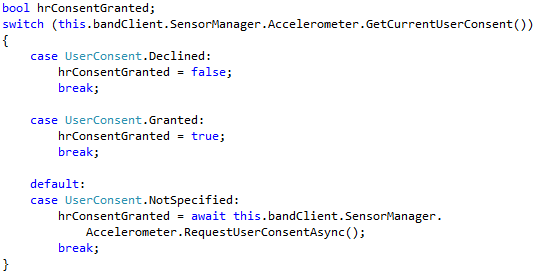 bool hrConsentGranted;
switch (this.bandClient.SensorManager.Accelerometer.GetCurrentUserConsent())
{
    case UserConsent.Declined:
        hrConsentGranted = false;
        break;

    case UserConsent.Granted:
        hrConsentGranted = true;
        break;

    default:
    case UserConsent.NotSpecified:
        hrConsentGranted = await this.bandClient.SensorManager.
            Accelerometer.RequestUserConsentAsync();
        break;
}